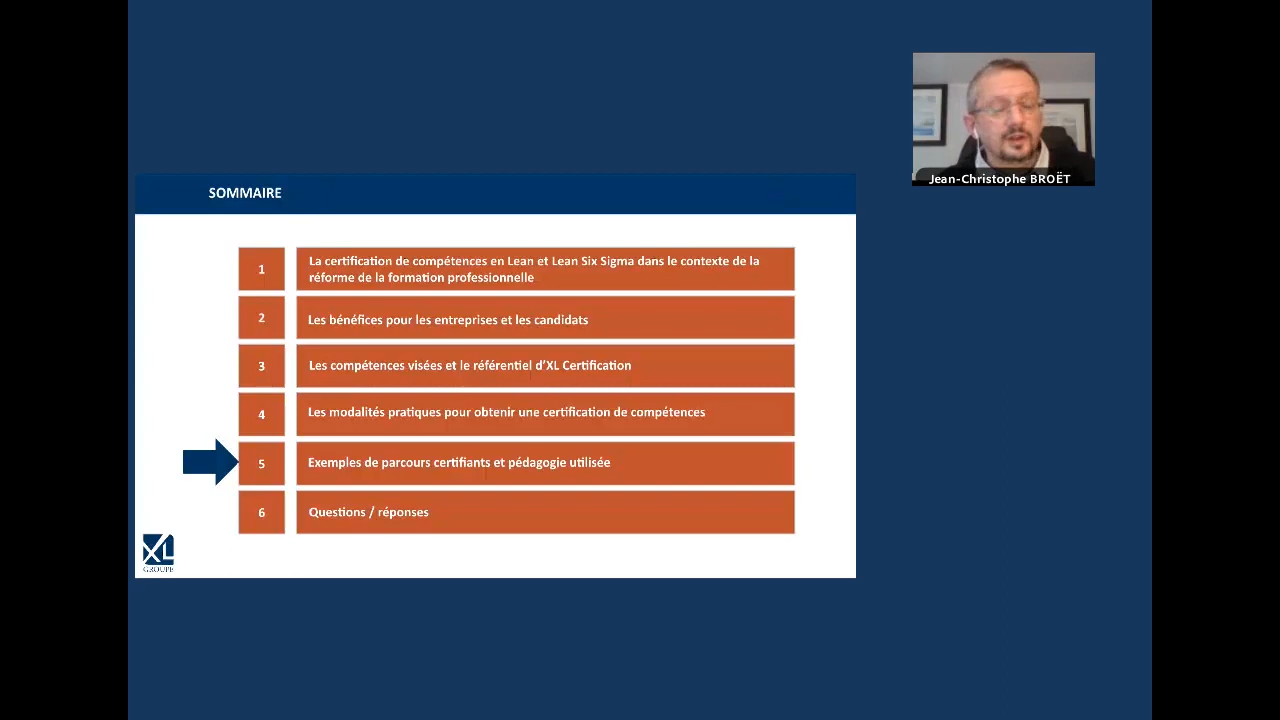 Jean-Christophe BROËT
SOMMAIRE
1
La certification de compétences en Lean et Lean Six Sigma dans le contexte de la
réforme de la formation professionnelle
2
Les bénéfices pour les entreprises et les candidats
3
Les compétences visées et le référentiel d'XL Certification
4
Les modalités pratiques pour obtenir une certification de compétences
5
Exemples de parcours certifiants et pédagogie utilisée
6
Questions / réponses
XL
GROUPE